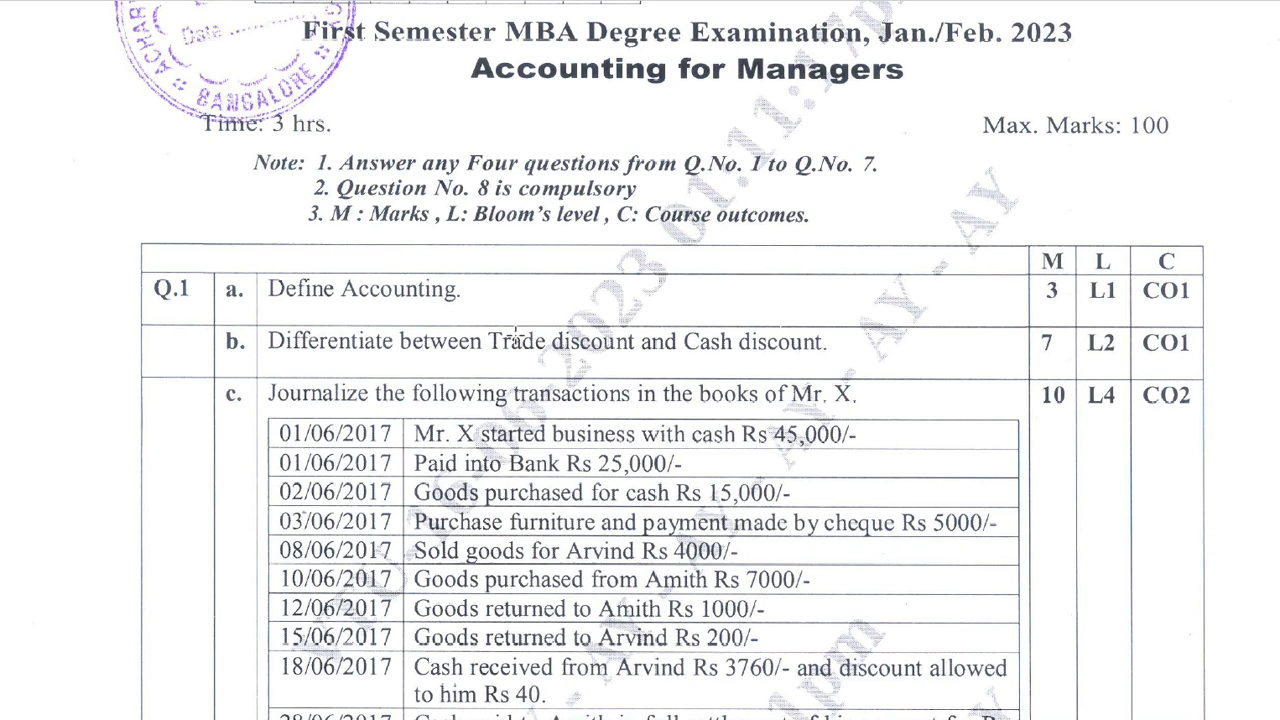 First Semester MBA Degree Examination, Jan./Feb. 2023
Accounting for Managers
Date ..........
BANGALORE
Time: 3 hrs.
Max. Marks: 100
Note: 1. Answer any Four questions from Q.No. 1 to Q.No. 7.
2. Question No. 8 is compulsory
3. M : Marks , L: Bloom's level , C: Course outcomes.
M L C
Q.1 a. Define Accounting. 3 L1 CO1
b. Differentiate between Trade discount and Cash discount. 7 L2 CO1
c. Journalize the following transactions in the books of Mr. X. 10 L4 CO2
01/06/2017 Mr. X started business with cash Rs 45,000/-
01/06/2017 Paid into Bank Rs 25,000/-
02/06/2017 Goods purchased for cash Rs 15,000/-
03/06/2017 Purchase furniture and payment made by cheque Rs 5000/-
08/06/2017 Sold goods for Arvind Rs 4000/-
10/06/2017 Goods purchased from Amith Rs 7000/-
12/06/2017 Goods returned to Amith Rs 1000/-
15/06/2017 Goods returned to Arvind Rs 200/-
18/06/2017 Cash received from Arvind Rs 3760/- and discount allowed
to him Rs 40.